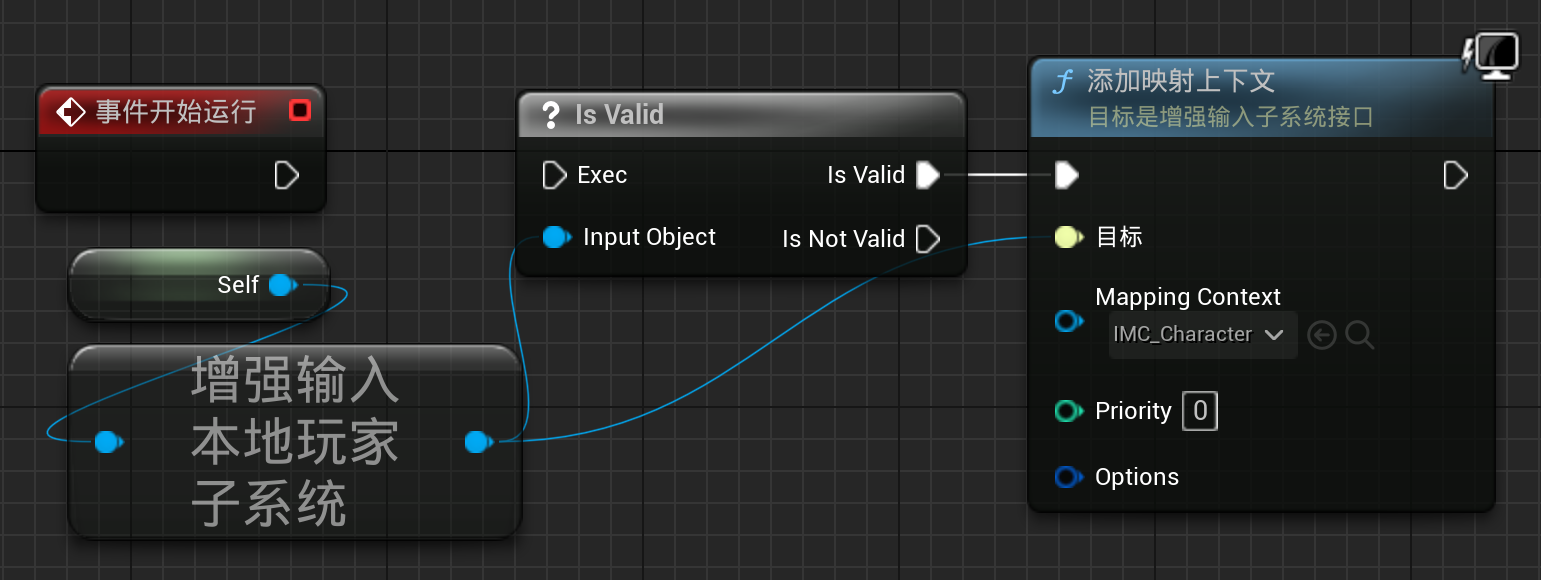 事件开始运行
Self
增强输入
本地玩家
子系统
? Is Valid
Exec
Is Valid
Input Object
Is Not Valid
f 添加映射上下文
目标是增强输入子系统接口
目标
Mapping Context
IMC_Character
Priority 0
Options